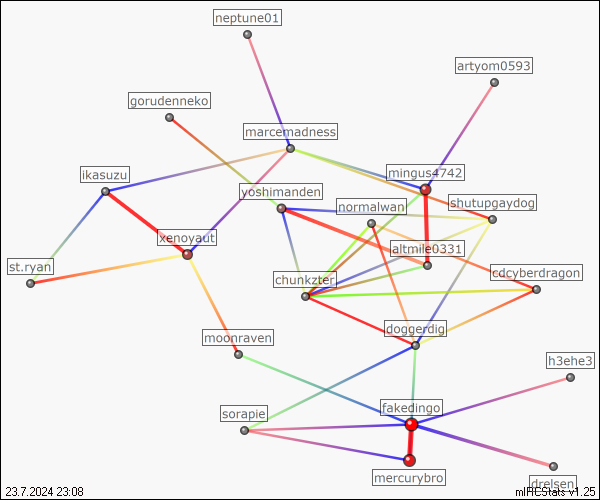 neptune01
artyom0593
gorudenneko
marcemadness
ikasuzu
mingus4742
yoshimanden
normalwan
shutupgaydog
xenoyaut
altmile0331
st.ryan
chunkzter
cdcyberdragon
doggerdig
moonraven
h3ehe3
fakedingo
sorapie
mercurybro
drelsen
23.7.2024 23:08
mIRCStats v1.25